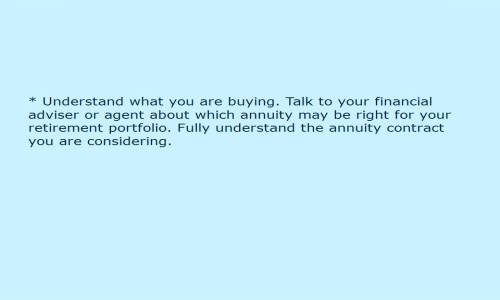 * Understand what you are buying. Talk to your financial
adviser or agent about which annuity may be right for your
retirement portfolio. Fully understand the annuity contract
you are considering.